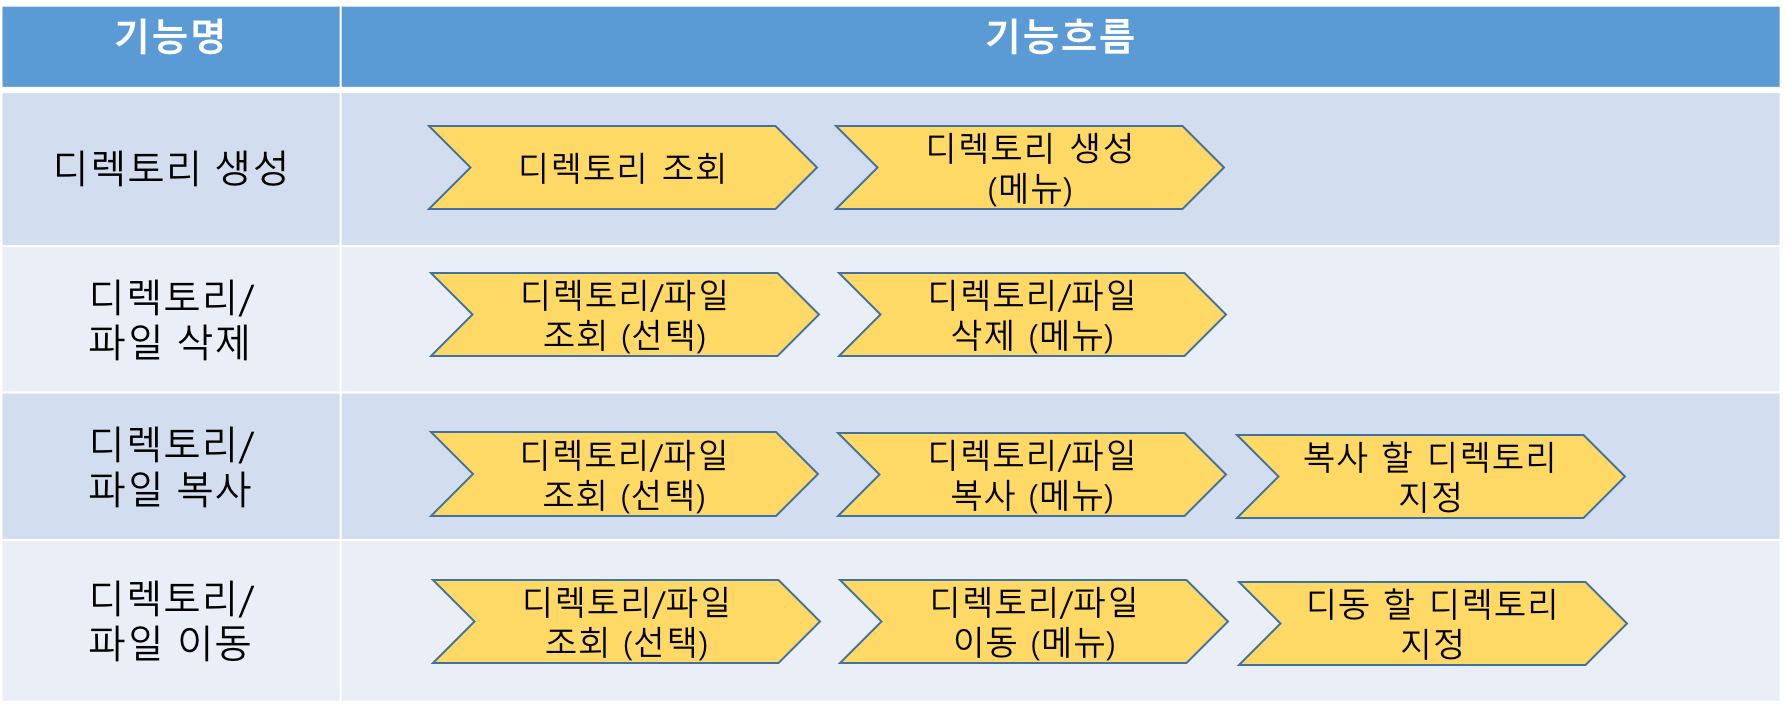 기능명
기능흐름
디렉토리 생성
디렉토리 조회
디렉토리 생성
(메뉴)
디렉토리/
파일 삭제
디렉토리/파일
조회 (선택)
디렉토리/파일
삭제 (메뉴)
디렉토리/
파일 복사
디렉토리/파일
조회 (선택)
디렉토리/파일
복사 (메뉴)
복사 할 디렉토리
지정
디렉토리/
파일 이동
디렉토리/파일
조회 (선택)
디렉토리/파일
이동 (메뉴)
디동 할 디렉토리
지정